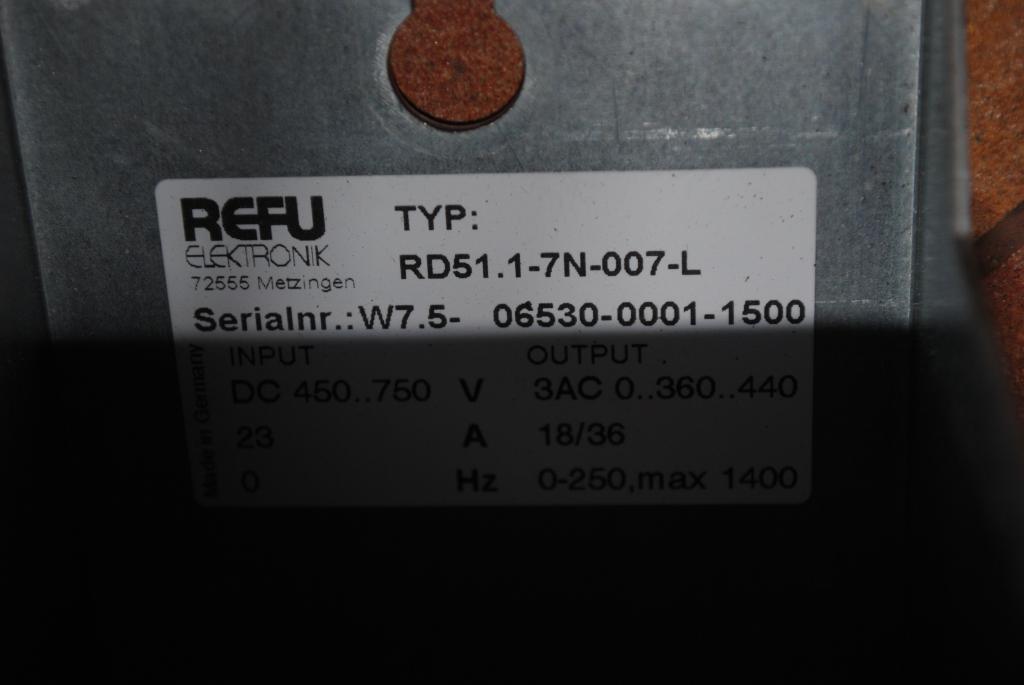 REFU
ELEKTRONIK
72555 Metzingen
TYP:
RD51.1-7N-007-L
Serialnr.: W7.5- 06530-0001-1500
Made in Germany
INPUT OUTPUT
DC 450..750 V 3AC 0..360..440
23 A 18/36
0 Hz 0-250,max 1400